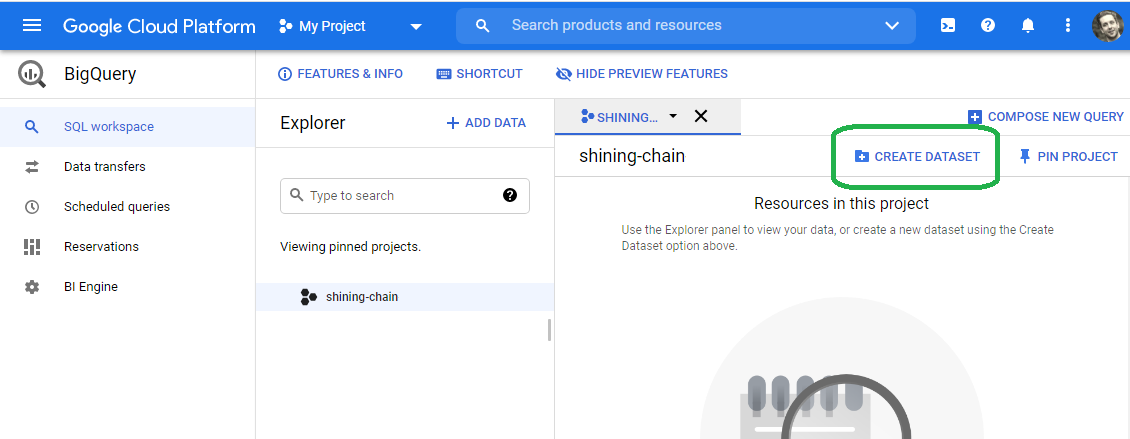 Google Cloud Platform
My Project
Search products and resources
BigQuery
FEATURES & INFO
SHORTCUT
HIDE PREVIEW FEATURES
SQL workspace
Data transfers
Scheduled queries
Reservations
BI Engine
Explorer
+ ADD DATA
Type to search
Viewing pinned projects.
shining-chain
SHINING...
COMPOSE NEW QUERY
shining-chain
CREATE DATASET
PIN PROJECT
Resources in this project
Use the Explorer panel to view your data, or create a new dataset using the Create
Dataset option above.